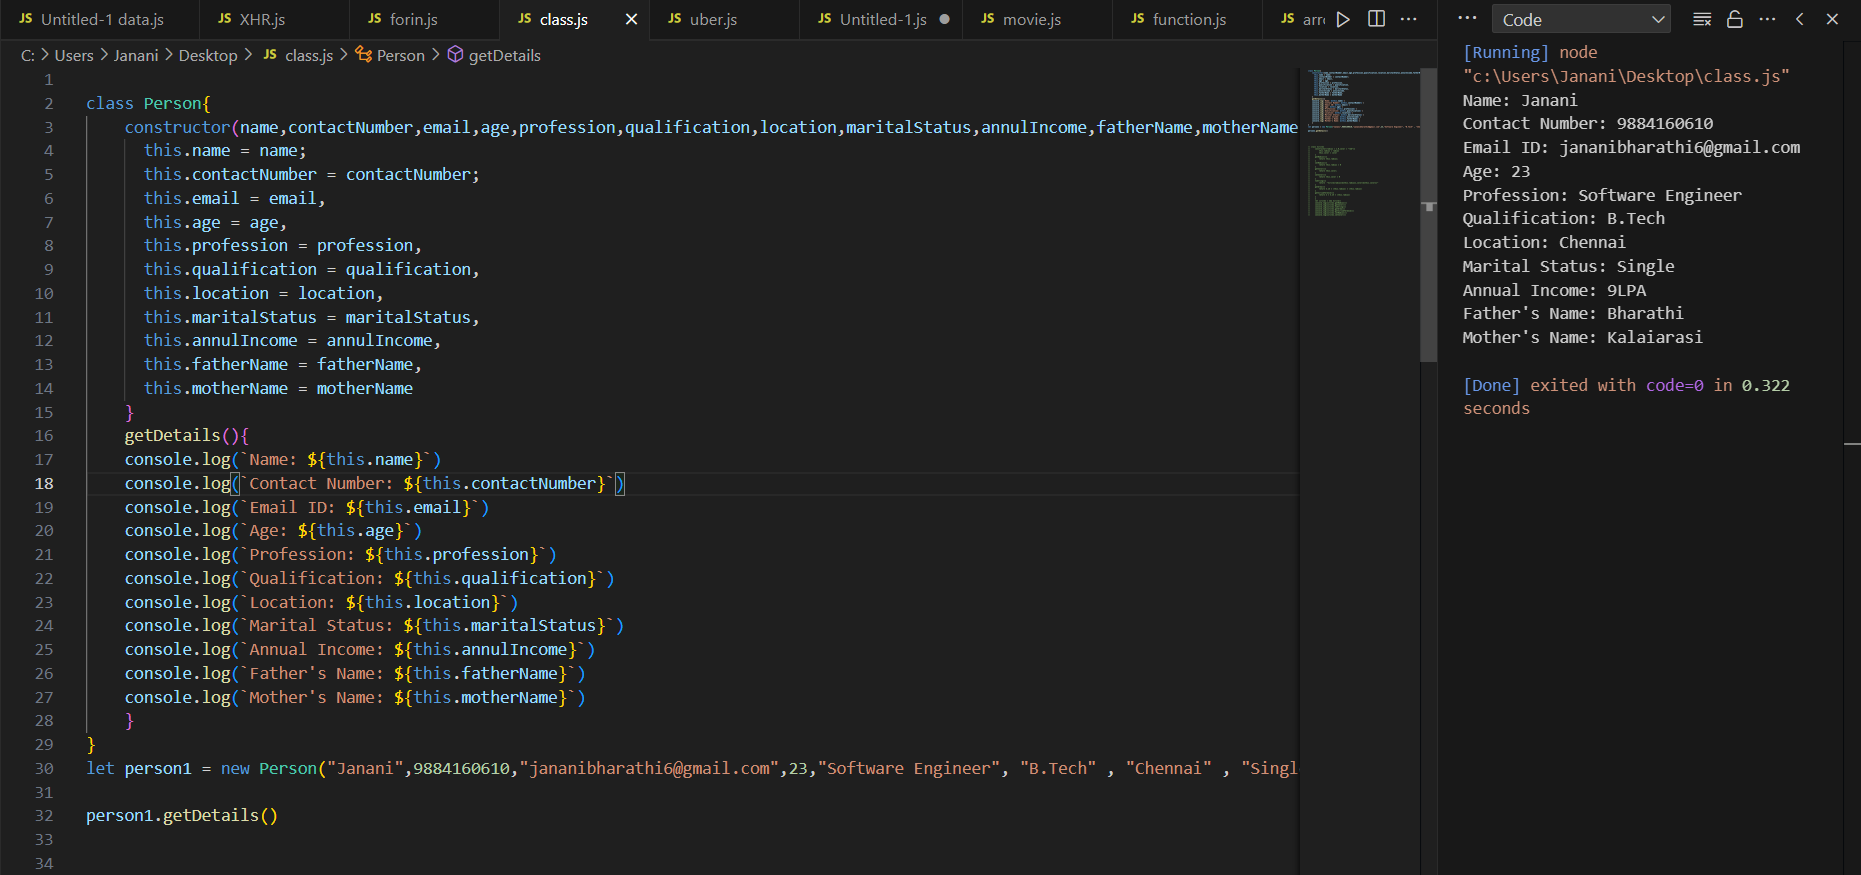 JS Untitled-1 data.js JS XHR.js JS forin.js JS class.js JS uber.js JS Untitled-1.js JS movie.js JS function.js JS arr
C: > Users > Janani > Desktop > JS class.js > Person > getDetails
1
2 class Person{
3 constructor(name,contactNumber,email,age,profession,qualification,location,maritalStatus,annulIncome,fatherName,motherName
4 this.name = name;
5 this.contactNumber = contactNumber;
6 this.email = email,
7 this.age = age,
8 this.profession = profession,
9 this.qualification = qualification,
10 this.location = location,
11 this.maritalStatus = maritalStatus,
12 this.annulIncome = annulIncome,
13 this.fatherName = fatherName,
14 this.motherName = motherName
15 }
16 getDetails(){
17 console.log(`Name: ${this.name}`)
18 console.log(`Contact Number: ${this.contactNumber}`)
19 console.log(`Email ID: ${this.email}`)
20 console.log(`Age: ${this.age}`)
21 console.log(`Profession: ${this.profession}`)
22 console.log(`Qualification: ${this.qualification}`)
23 console.log(`Location: ${this.location}`)
24 console.log(`Marital Status: ${this.maritalStatus}`)
25 console.log(`Annual Income: ${this.annulIncome}`)
26 console.log(`Father's Name: ${this.fatherName}`)
27 console.log(`Mother's Name: ${this.motherName}`)
28 }
29 }
30 let person1 = new Person("Janani",9884160610,"jananibharathi6@gmail.com",23,"Software Engineer", "B.Tech" , "Chennai" , "Singl
31
32 person1.getDetails()
33
34
Code
[Running] node
"c:\Users\Janani\Desktop\class.js"
Name: Janani
Contact Number: 9884160610
Email ID: jananibharathi6@gmail.com
Age: 23
Profession: Software Engineer
Qualification: B.Tech
Location: Chennai
Marital Status: Single
Annual Income: 9LPA
Father's Name: Bharathi
Mother's Name: Kalaiarasi
[Done] exited with code=0 in 0.322
seconds